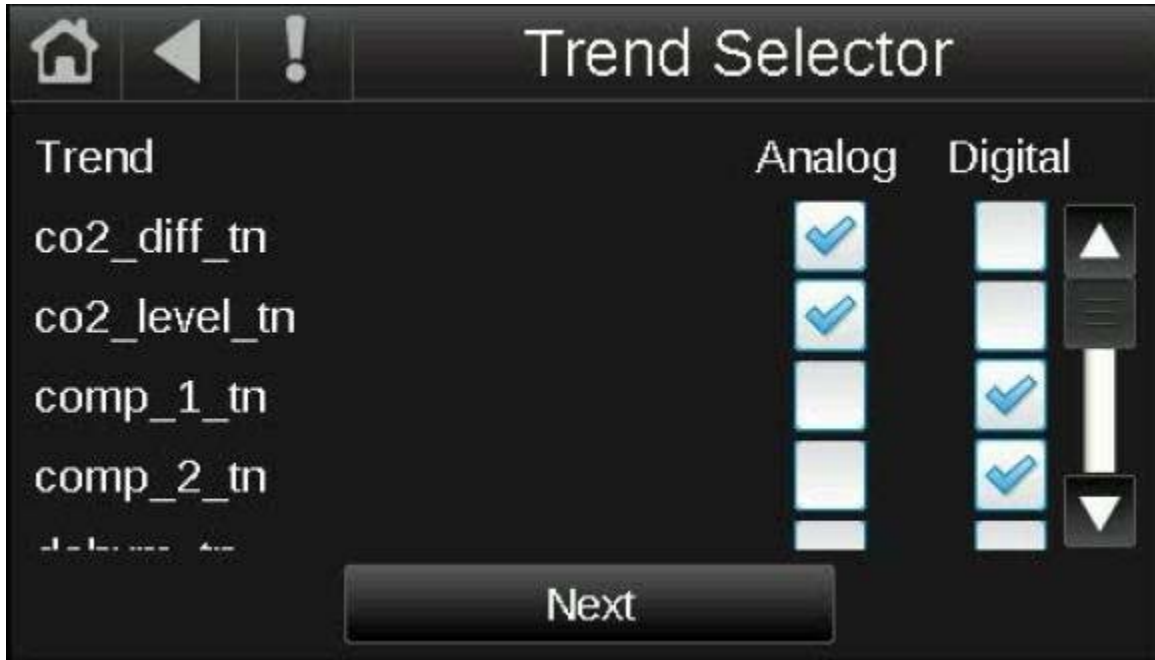 Trend Selector
Trend Analog Digital
co2_diff_tn
co2_level_tn
comp_1_tn
comp_2_tn
Next